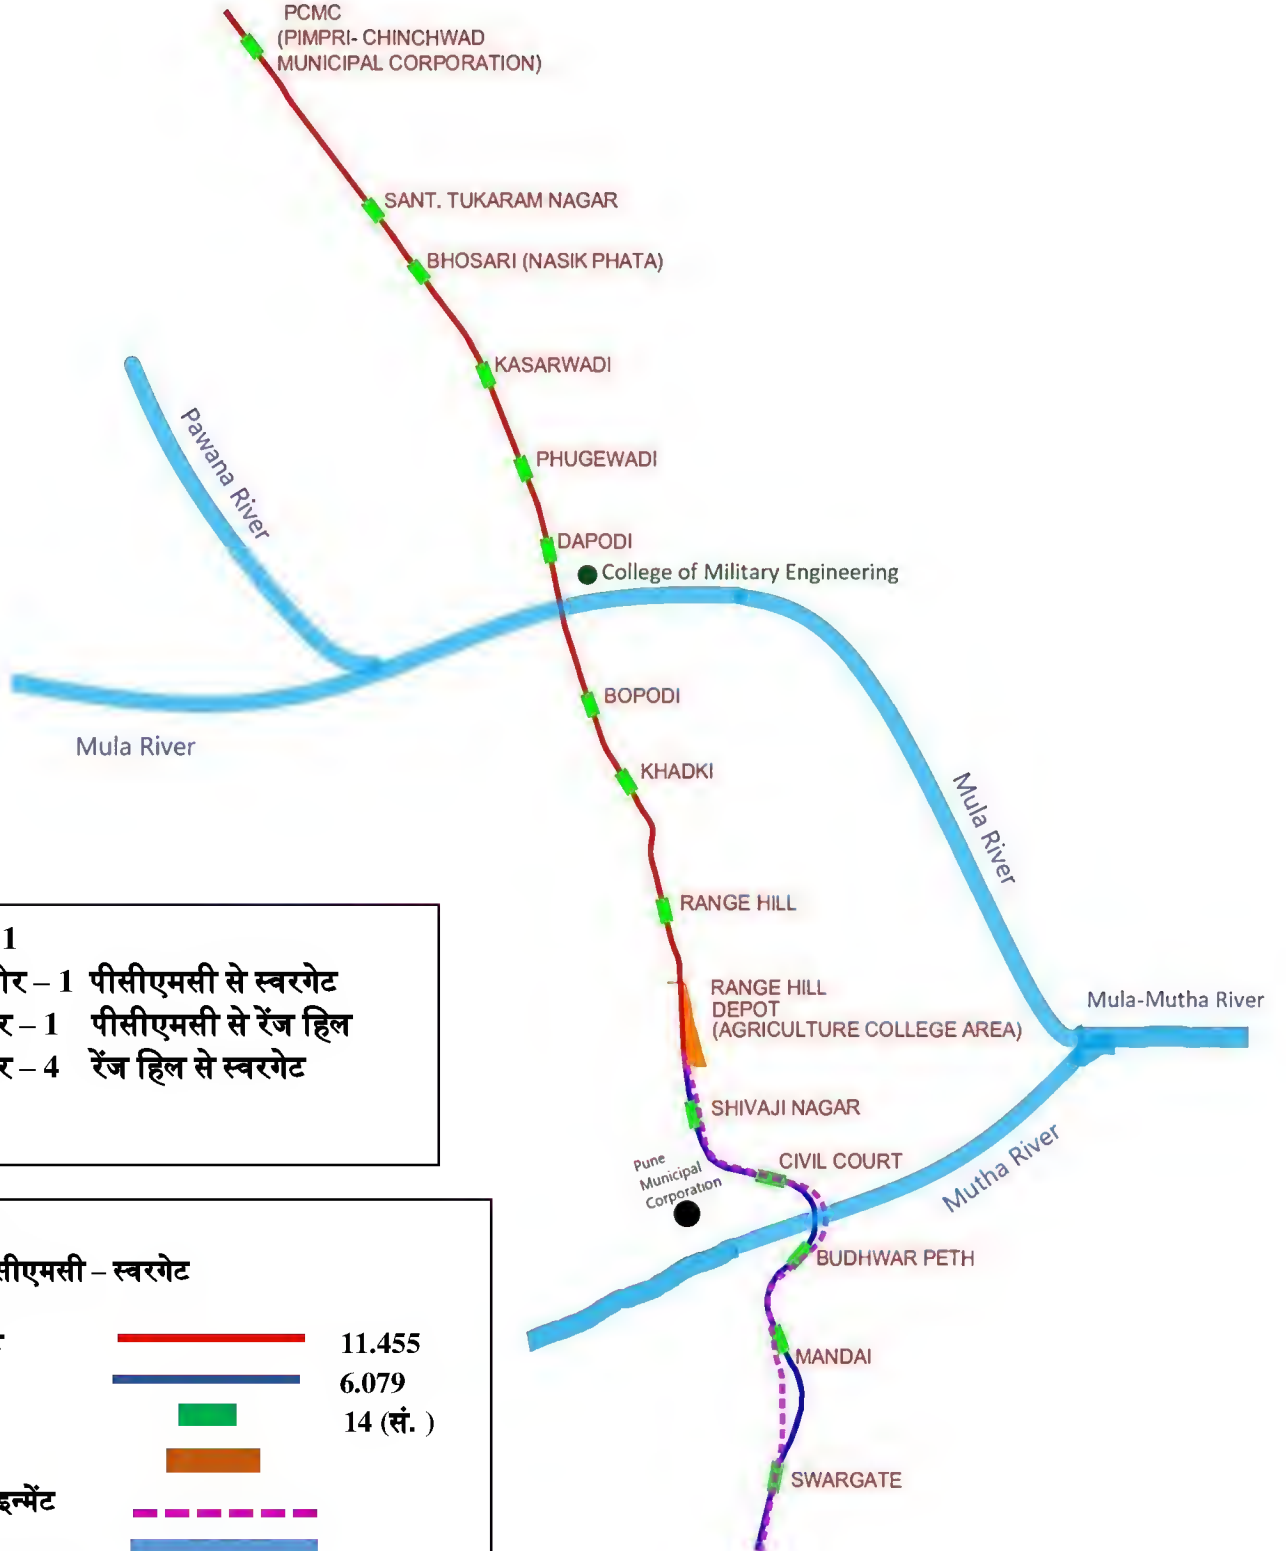 PCMC
(PIMPRI- CHINCHWAD
MUNICIPAL CORPORATION)
SANT. TUKARAM NAGAR
BHOSARI (NASIK PHATA)
KASARWADI
Pawana River
PHUGEWADI
DAPODI
College of Military Engineering
BOPODI
Mula River
KHADKI
Mula River
RANGE HILL
1
– 1 पीसीएमसी से स्वरगेट
– 1 पीसीएमसी से रेंज हिल
– 4 रेंज हिल से स्वरगेट
RANGE HILL
DEPOT
(AGRICULTURE COLLEGE AREA)
Mula-Mutha River
SHIVAJI NAGAR
Pune
Municipal
Corporation
CIVIL COURT
Mutha River
BUDHWAR PETH
MANDAI
SWARGATE
सीएमसी – स्वरगेट
11.455
6.079
14 (सं. )